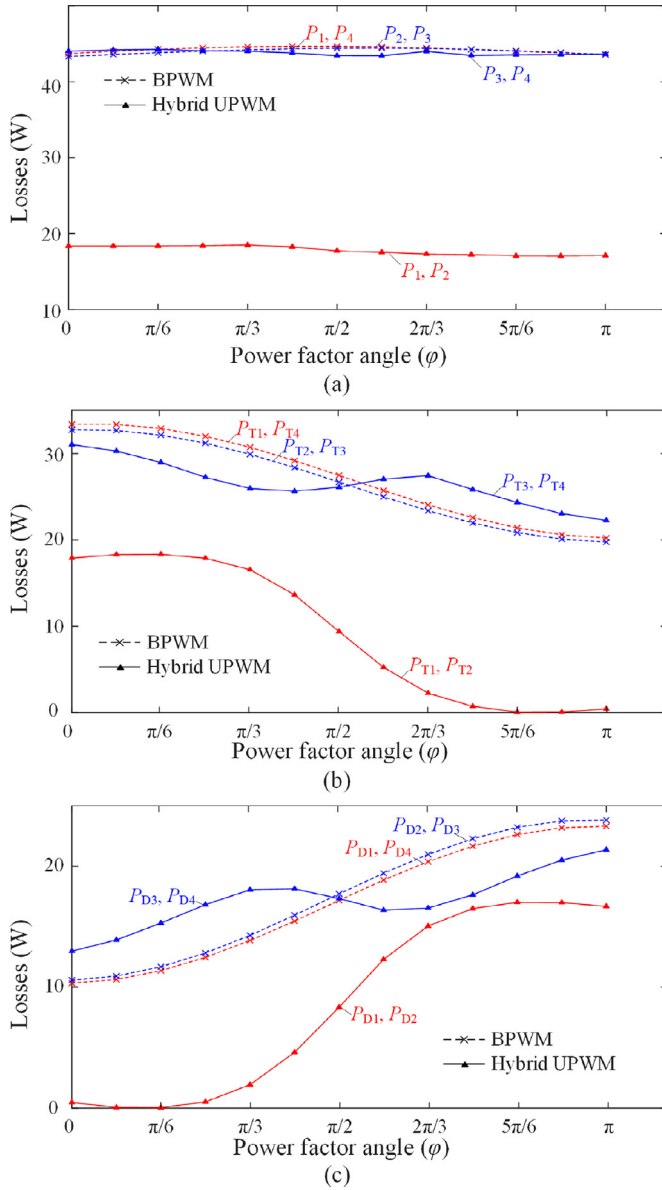 P1, P4 P2, P3
40
BPWM
P3, P4
Hybrid UPWM
30
Losses (W)
20
P1, P2
10
0 π/6 π/3 π/2 2π/3 5π/6 π
Power factor angle (φ)
(a)
PT1, PT4
30
PT2, PT3
PT3, PT4
20
Losses (W)
10
BPWM
Hybrid UPWM
PT1, PT2
0
0 π/6 π/3 π/2 2π/3 5π/6 π
Power factor angle (φ)
(b)
PD2, PD3
PD1, PD4
20
PD3, PD4
Losses (W)
10
PD1, PD2
BPWM
Hybrid UPWM
0
0 π/6 π/3 π/2 2π/3 5π/6 π
Power factor angle (φ)
(c)